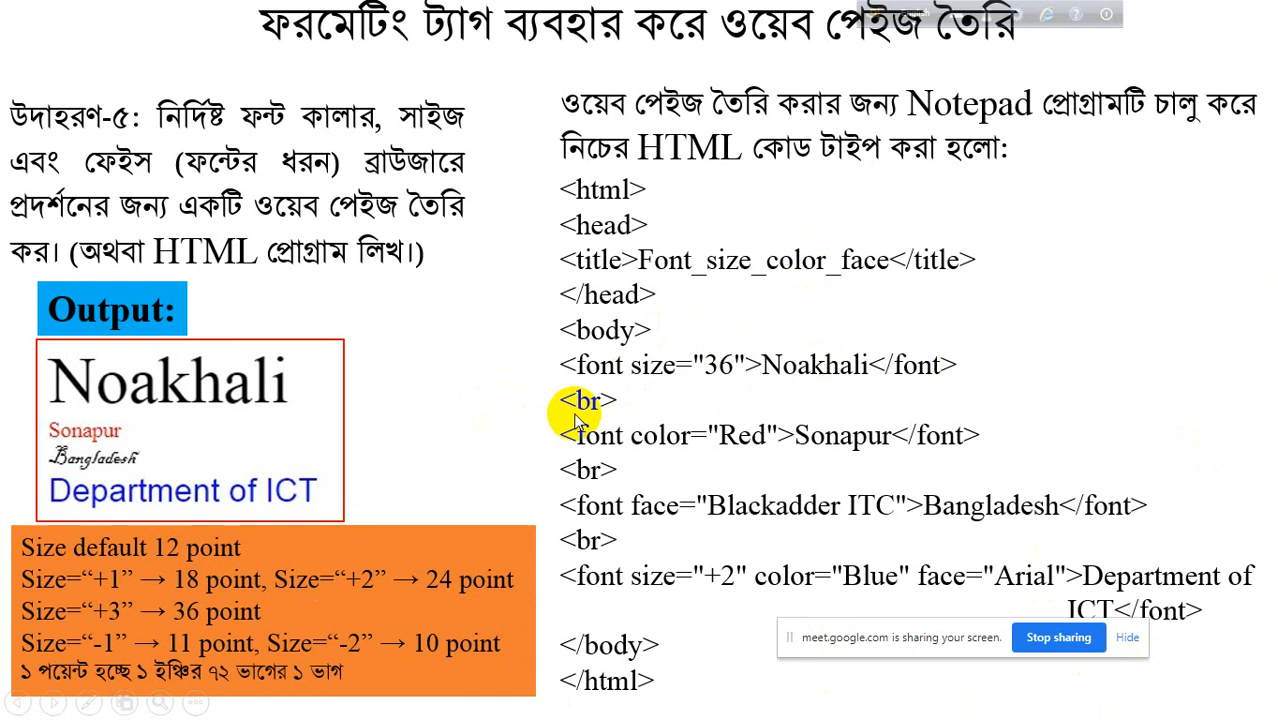 ফরমেটিং ট্যাগ ব্যবহার করে ওয়েব পেইজ তৈরি
উদাহরণ-৫: নির্দিষ্ট ফন্ট কালার, সাইজ
এবং ফেইস (ফন্টের ধরন) ব্রাউজারে
প্রদর্শনের জন্য একটি ওয়েব পেইজ তৈরি
কর। (অথবা HTML প্রোগ্রাম লিখ।)
Output:
Noakhali
Sonapur
Bangladesh
Department of ICT
Size default 12 point
Size=“+1” → 18 point, Size=“+2” → 24 point
Size=“+3” → 36 point
Size=“-1” → 11 point, Size=“-2” → 10 point
১ পয়েন্ট হচ্ছে ১ ইঞ্চির ৭২ ভাগের ১ ভাগ
ওয়েব পেইজ তৈরি করার জন্য Notepad প্রোগ্রামটি চালু করে
নিচের HTML কোড টাইপ করা হলো:
<html>
<head>
<title>Font_size_color_face</title>
</head>
<body>
<font size="36">Noakhali</font>
<br>
<font color="Red">Sonapur</font>
<br>
<font face="Blackadder ITC">Bangladesh</font>
<br>
<font size="+2" color="Blue" face="Arial">Department of
ICT</font>
</body>
</html>
meet.google.com is sharing your screen.
Stop sharing
Hide